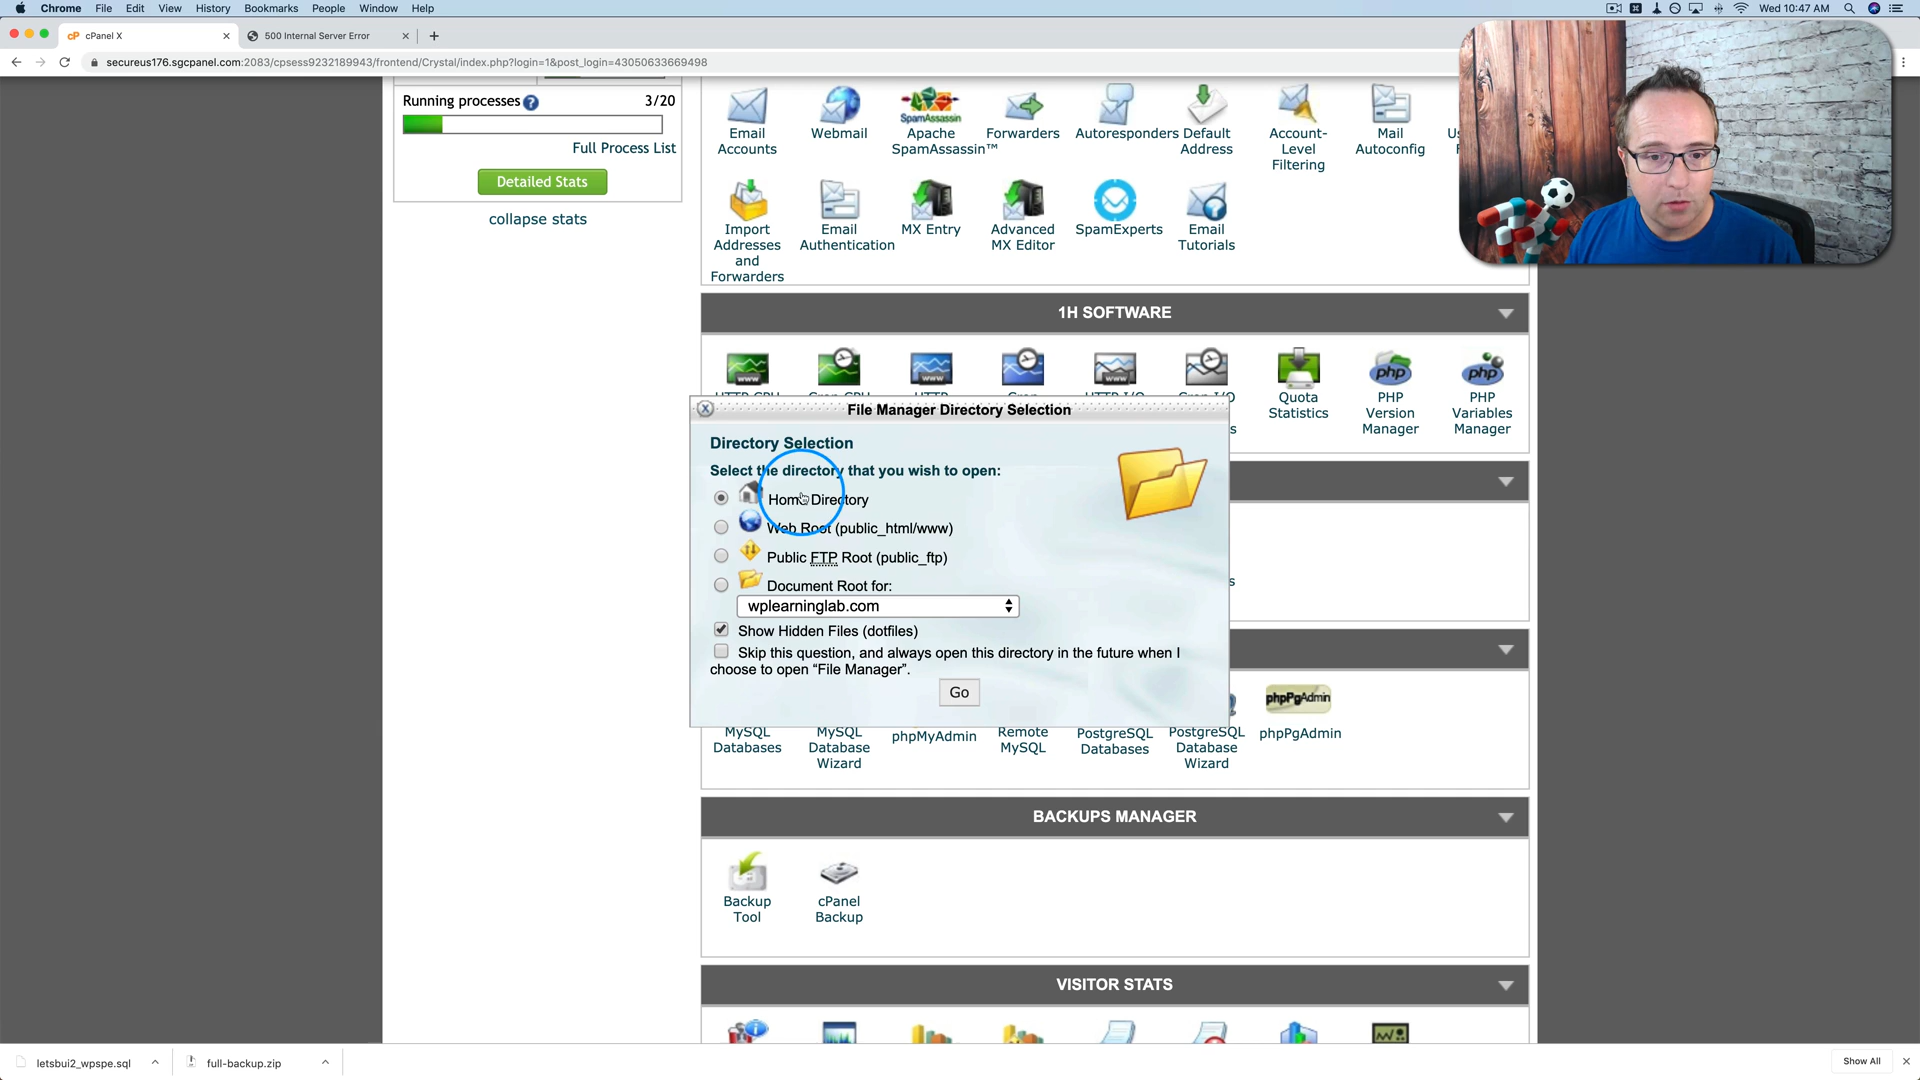 Chrome File Edit View History Bookmarks People Window Help
Wed 10:47 AM
cP cPanel X
500 Internal Server Error
secureus176.sgcpanel.com:2083/cpsess9232189943/frontend/Crystal/index.php?login=1&post_login=43050633669498
Running processes ? 3/20
Full Process List
Detailed Stats
collapse stats
Email Accounts
Webmail
SpamAssassin
Apache SpamAssassin™
Forwarders
Autoresponders
Default Address
Account-Level Filtering
Mail Autoconfig
Import Addresses and Forwarders
Email Authentication
MX Entry
Advanced MX Editor
SpamExperts
Email Tutorials
1H SOFTWARE
www
www
www
php
php
Quota Statistics
PHP Version Manager
PHP Variables Manager
File Manager Directory Selection
Directory Selection
Select the directory that you wish to open:
Home Directory
Web Root (public_html/www)
Public FTP Root (public_ftp)
Document Root for:
wplearninglab.com
Show Hidden Files (dotfiles)
Skip this question, and always open this directory in the future when I
choose to open “File Manager”.
Go
MySQL Databases
MySQL Database Wizard
phpMyAdmin
Remote MySQL
PostgreSQL Databases
PostgreSQL Database Wizard
phpPgAdmin
phpPgAdmin
BACKUPS MANAGER
Backup Tool
cPanel Backup
VISITOR STATS
letsbui2_wpspe.sql
full-backup.zip
Show All